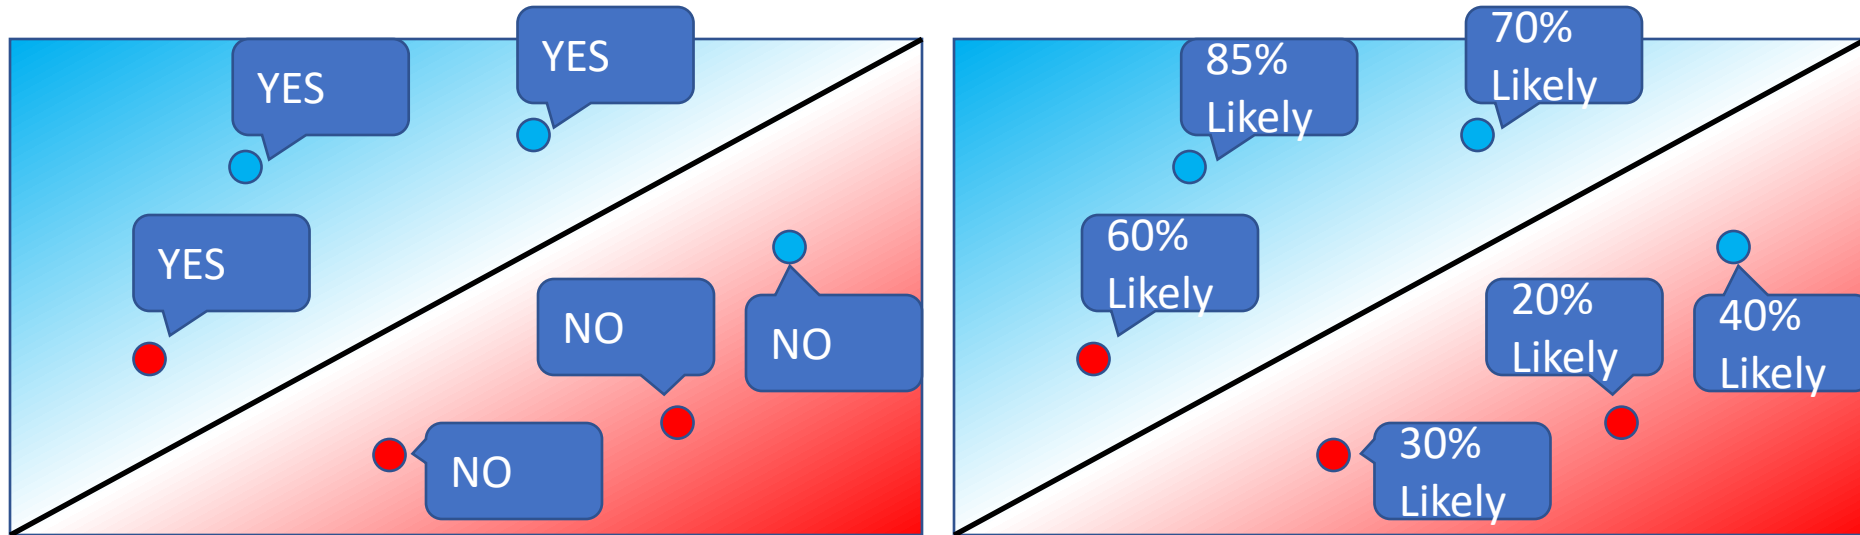 YES
YES
YES
NO
NO
NO
85%
Likely
70%
Likely
60%
Likely
20%
Likely
40%
Likely
30%
Likely